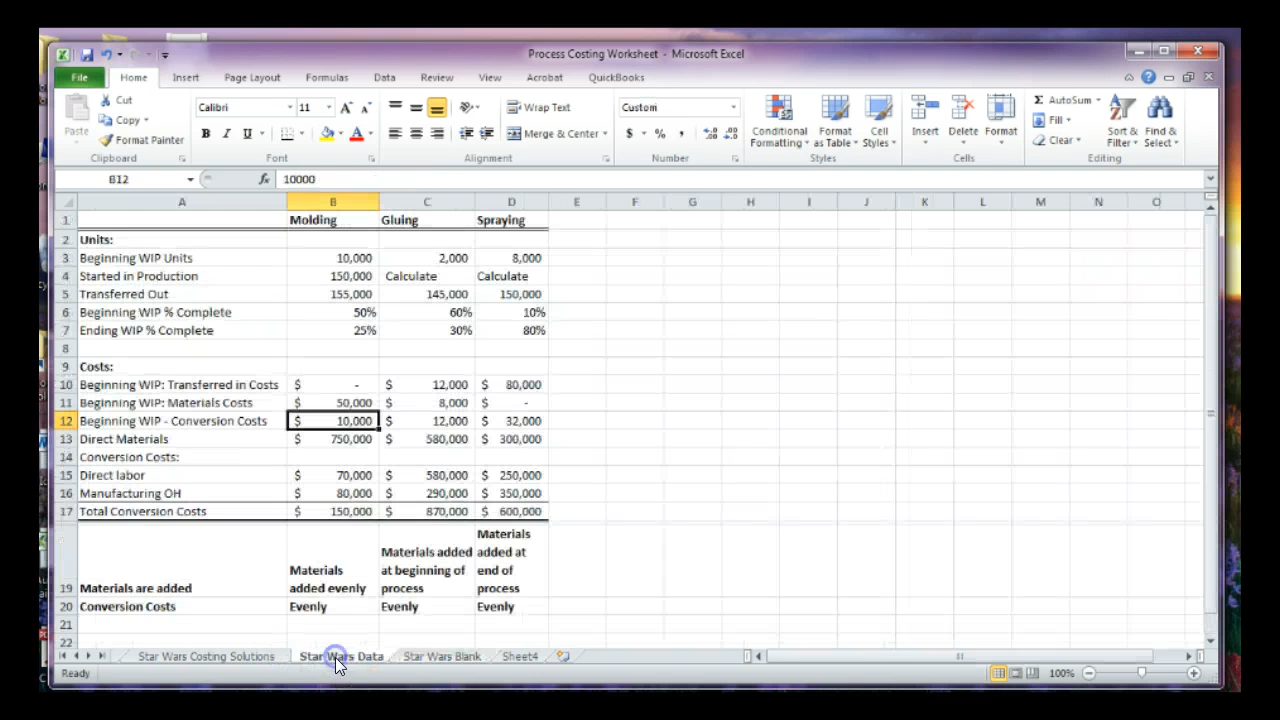 Process Costing Worksheet - Microsoft Excel
File Home Insert Page Layout Formulas Data Review View Acrobat QuickBooks
Cut Calibri 11 Wrap Text Custom AutoSum
Copy Fill
Paste Format Painter Merge & Center $ % , Conditional Formatting Format as Table Cell Styles Insert Delete Format Clear Sort & Filter Find & Select
Clipboard Font Alignment Number Styles Cells Editing
B12 fx 10000
A B C D E F G H I J K L M N O
1 Molding Gluing Spraying
2 Units:
3 Beginning WIP Units 10,000 2,000 8,000
4 Started in Production 150,000 Calculate Calculate
5 Transferred Out 155,000 145,000 150,000
6 Beginning WIP % Complete 50% 60% 10%
7 Ending WIP % Complete 25% 30% 80%
8
9 Costs:
10 Beginning WIP: Transferred in Costs $ - $ 12,000 $ 80,000
11 Beginning WIP: Materials Costs $ 50,000 $ 8,000 $ -
12 Beginning WIP - Conversion Costs $ 10,000 $ 12,000 $ 32,000
13 Direct Materials $ 750,000 $ 580,000 $ 300,000
14 Conversion Costs:
15 Direct labor $ 70,000 $ 580,000 $ 250,000
16 Manufacturing OH $ 80,000 $ 290,000 $ 350,000
17 Total Conversion Costs $ 150,000 $ 870,000 $ 600,000
19 Materials are added Materials added evenly Materials added at beginning of process Materials added at end of process
20 Conversion Costs Evenly Evenly Evenly
21
22
Star Wars Costing Solutions Star Wars Data Star Wars Blank Sheet4
Ready 100%